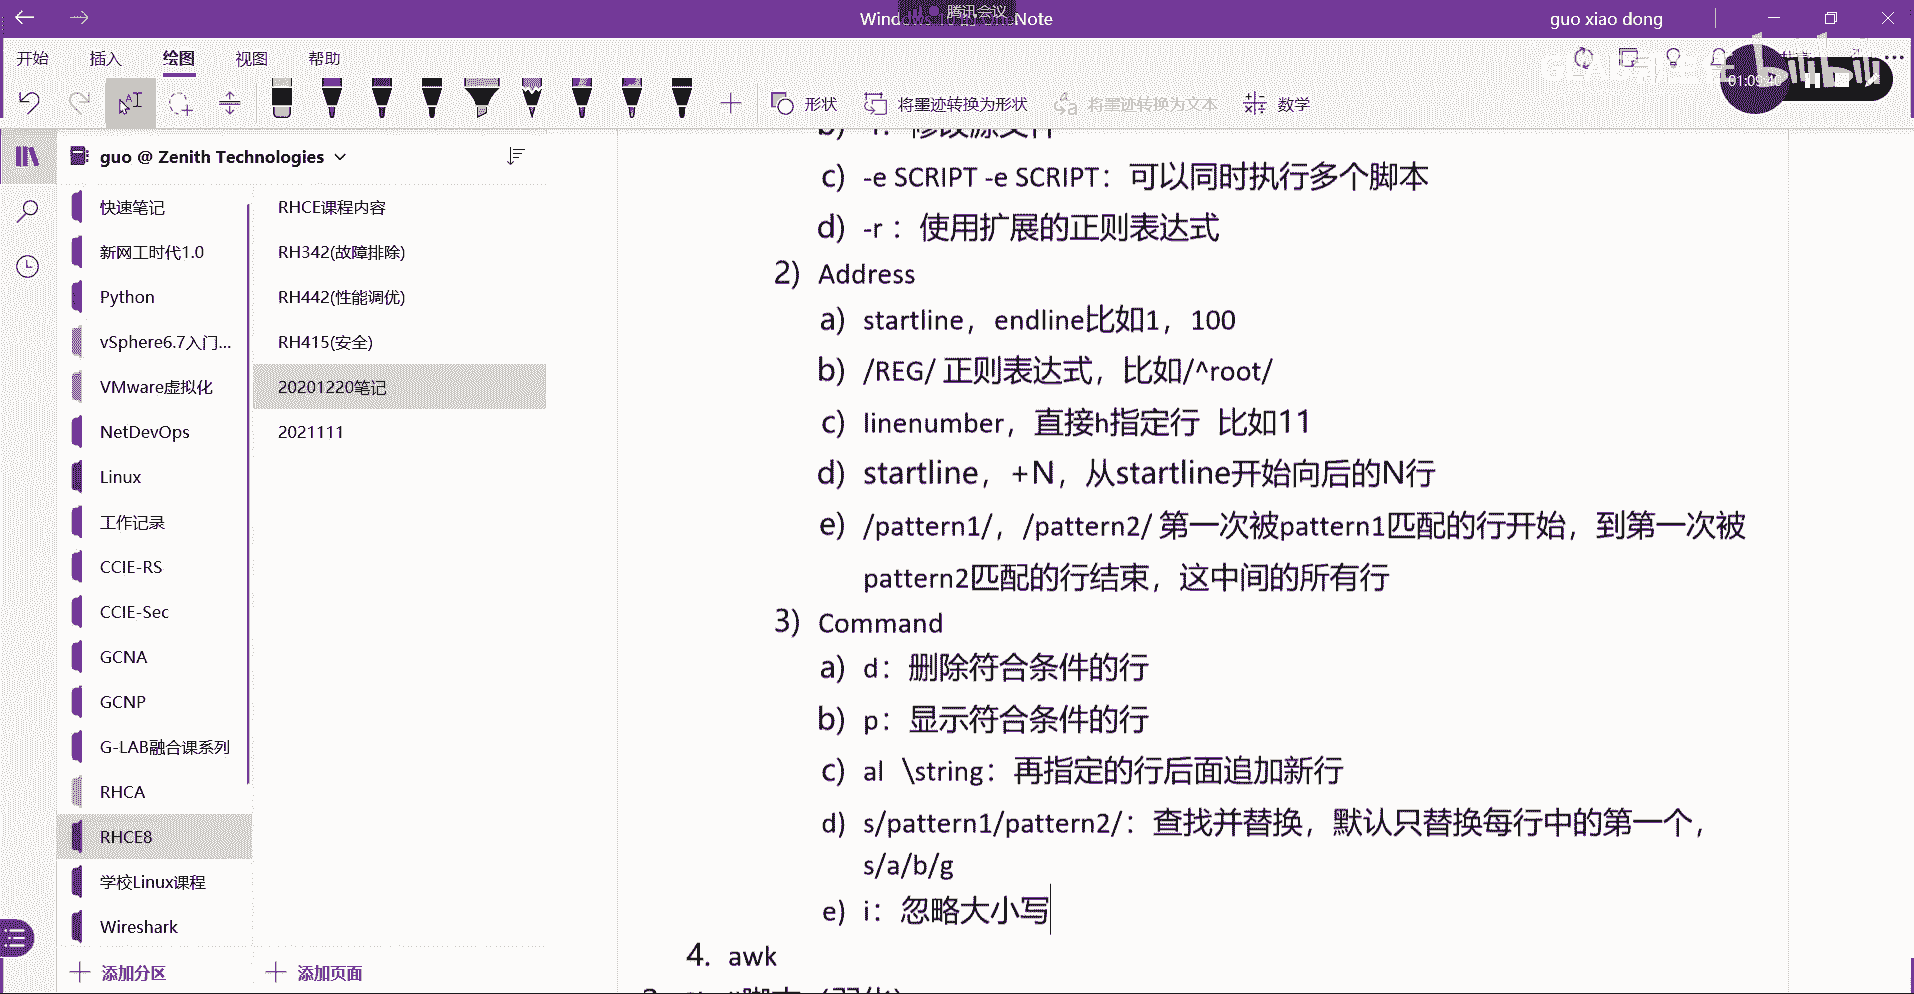 腾讯会议
guo xiao dong
开始 插入 绘图 视图 帮助
01:09:40
bilibili
形状 将墨迹转换为形状 将墨迹转换为文本 数学
guo @ Zenith Technologies
快速笔记
新网工时代1.0
Python
vSphere6.7入门...
VMware虚拟化
NetDevOps
Linux
工作记录
CCIE-RS
CCIE-Sec
GCNA
GCNP
G-LAB融合课系列
RHCA
RHCE8
学校Linux课程
Wireshark
添加分区
RHCE课程内容
RH342(故障排除)
RH442(性能调优)
RH415(安全)
20201220笔记
2021111
添加页面
c) -e SCRIPT -e SCRIPT：可以同时执行多个脚本
d) -r ：使用扩展的正则表达式
2) Address
a) startline，endline比如1，100
b) /REG/ 正则表达式，比如/^root/
c) linenumber，直接h指定行 比如11
d) startline，+N，从startline开始向后的N行
e) /pattern1/，/pattern2/ 第一次被pattern1匹配的行开始，到第一次被
pattern2匹配的行结束，这中间的所有行
3) Command
a) d：删除符合条件的行
b) p：显示符合条件的行
c) al \string：再指定的行后面追加新行
d) s/pattern1/pattern2/：查找并替换，默认只替换每行中的第一个，
s/a/b/g
e) i：忽略大小写
4. awk